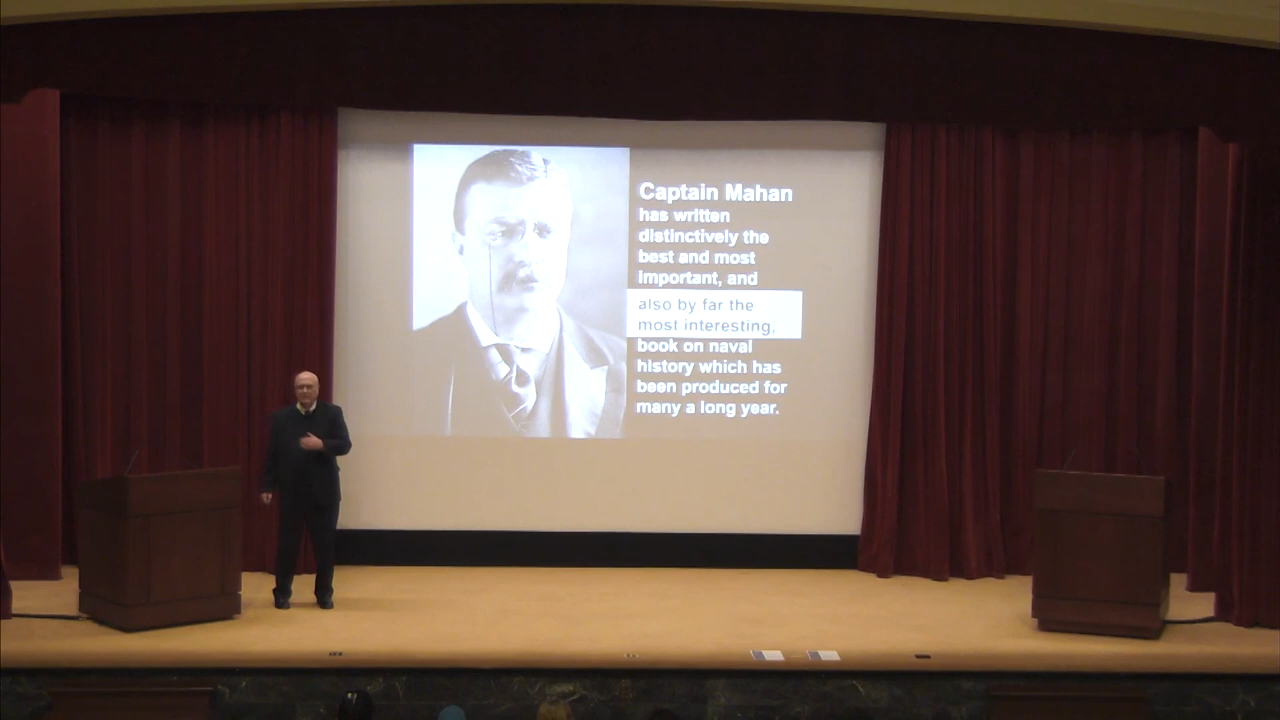 Captain Mahan
has written
distinctively the
best and most
important, and
also by far the
most interesting,
book on naval
history which has
been produced for
many a long year.